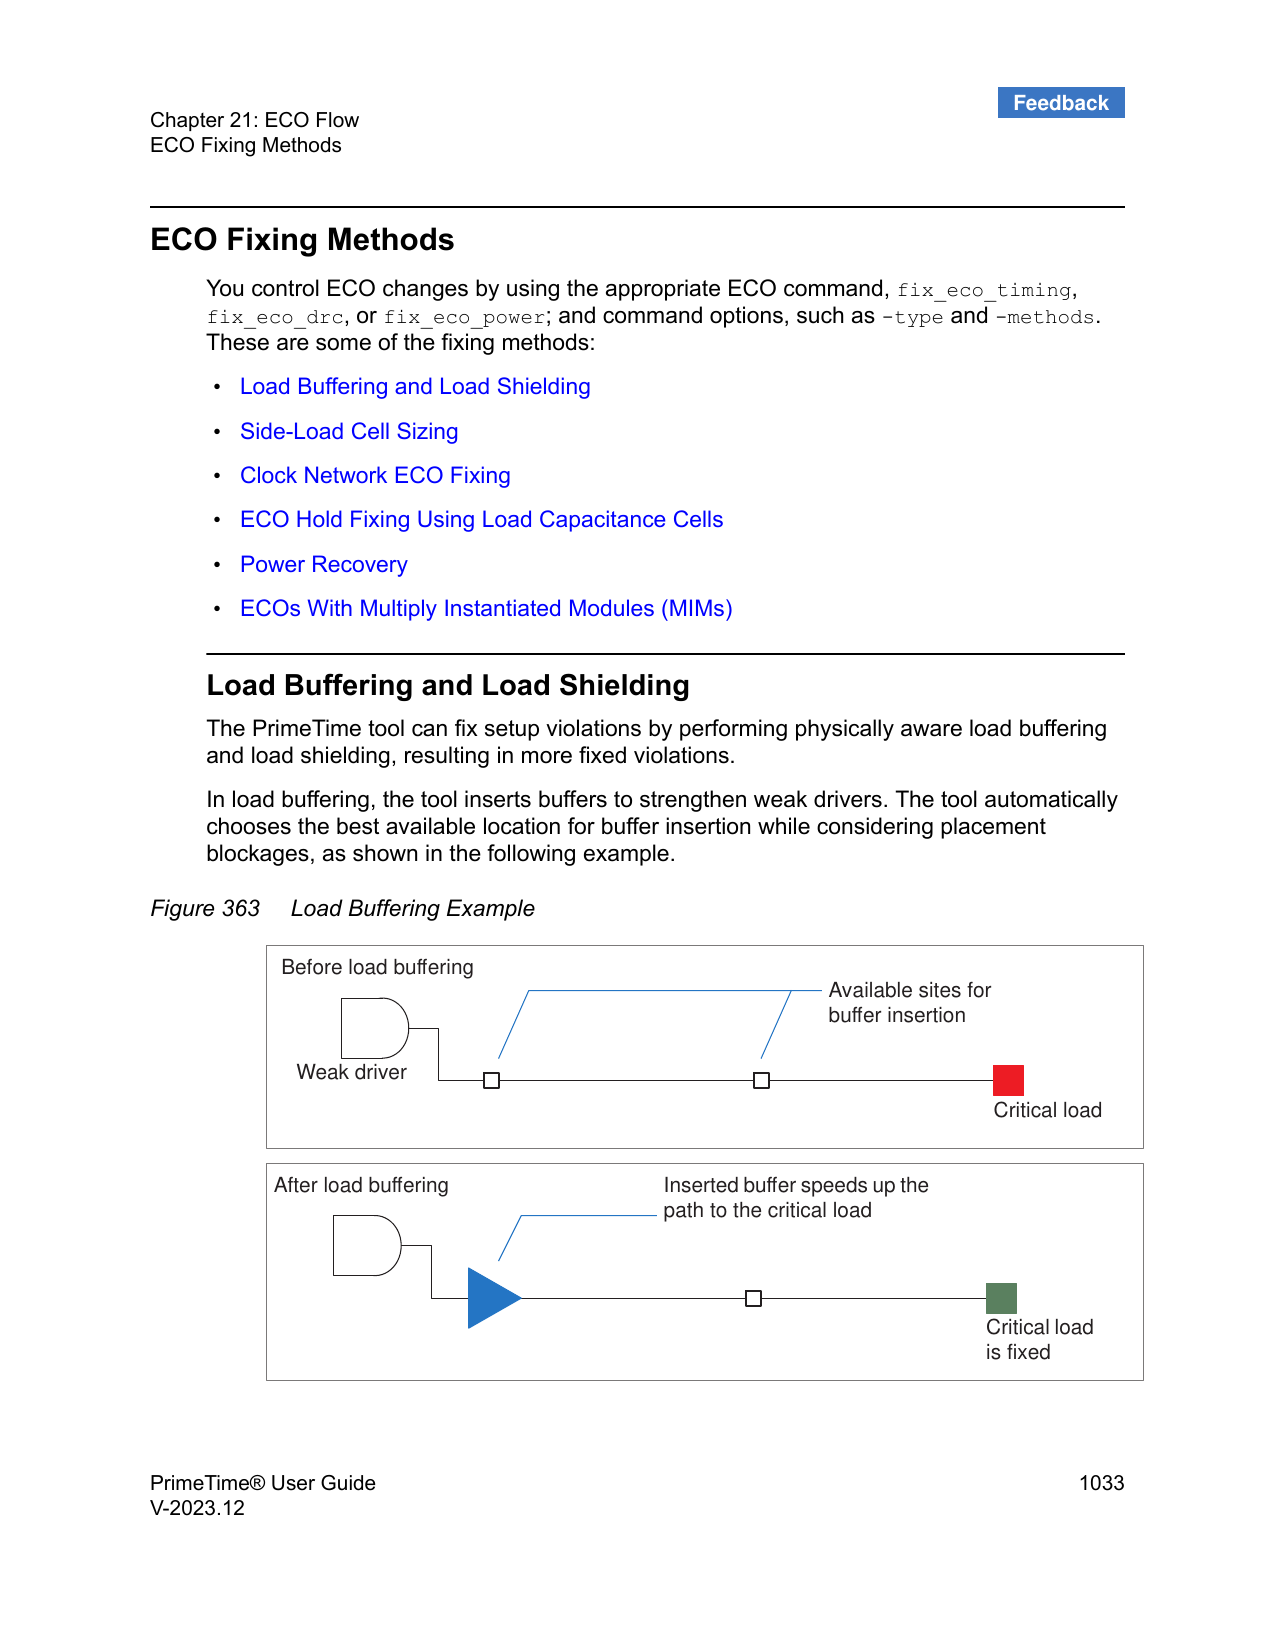 Feedback
Chapter 21: ECO Flow
ECO Fixing Methods
ECO Fixing Methods
You control ECO changes by using the appropriate ECO command, fix_eco_timing,
fix_eco_drc, or fix_eco_power; and command options, such as -type and -methods.
These are some of the fixing methods:
• Load Buffering and Load Shielding
• Side-Load Cell Sizing
• Clock Network ECO Fixing
• ECO Hold Fixing Using Load Capacitance Cells
• Power Recovery
• ECOs With Multiply Instantiated Modules (MIMs)
Load Buffering and Load Shielding
The PrimeTime tool can fix setup violations by performing physically aware load buffering
and load shielding, resulting in more fixed violations.
In load buffering, the tool inserts buffers to strengthen weak drivers. The tool automatically
chooses the best available location for buffer insertion while considering placement
blockages, as shown in the following example.
Figure 363 Load Buffering Example
Before load buffering
Available sites for
buffer insertion
Weak driver
Critical load
After load buffering
Inserted buffer speeds up the
path to the critical load
Critical load
is fixed
PrimeTime® User Guide 1033
V-2023.12